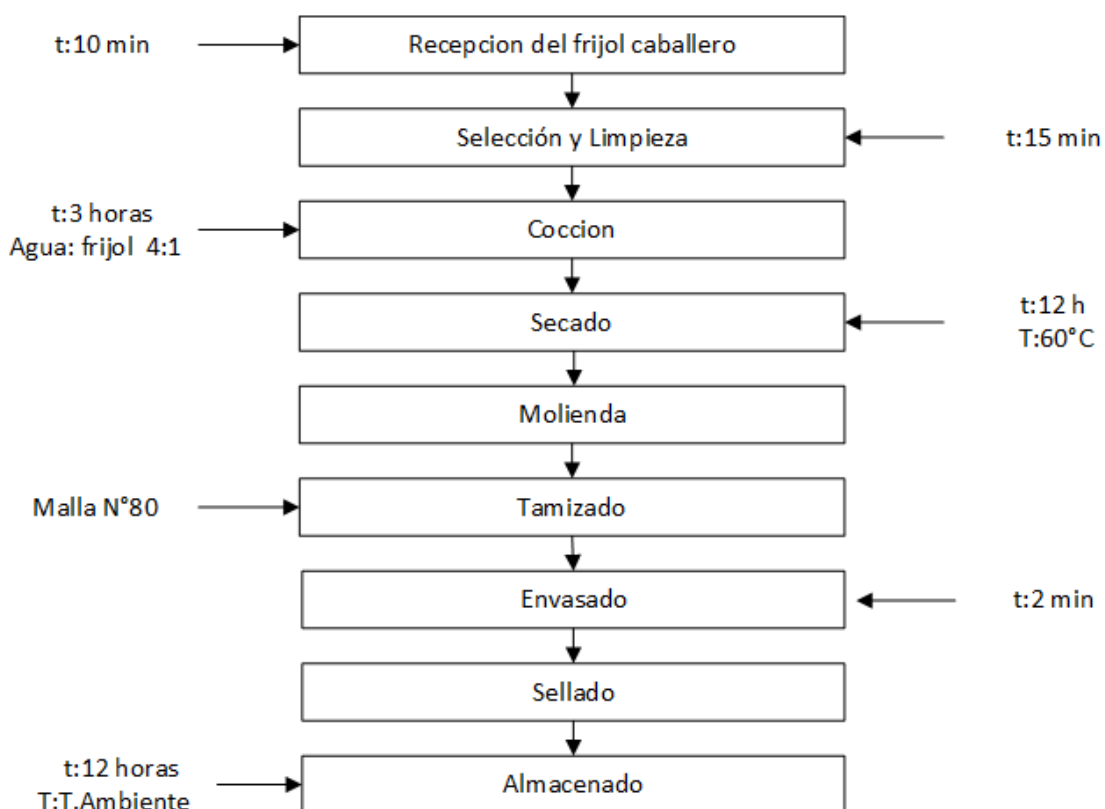 t:10 min
Recepcion del frijol caballero
Selección y Limpieza
t:15 min
t:3 horas
Agua: frijol 4:1
Coccion
Secado
t:12 h
T:60°C
Molienda
Malla N°80
Tamizado
Envasado
t:2 min
Sellado
t:12 horas
T:T.Ambiente
Almacenado